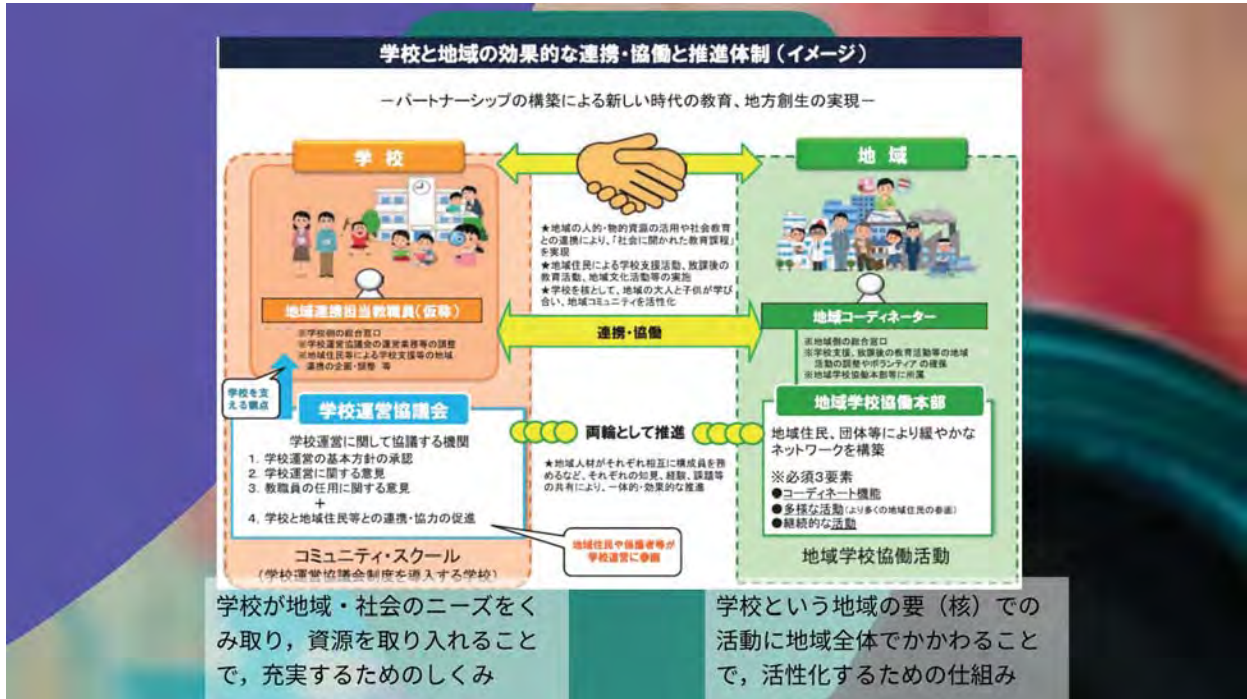 学校と地域の効果的な連携・協働と推進体制（イメージ）
－パートナーシップの構築による新しい時代の教育、地方創生の実現－
学校
地域連携担当教職員(仮称)
※学校側の総合窓口
※学校運営協議会の運営業務等の調整
※地域住民等による学校支援等の地域
連携の企画・調整 等
学校を支
える観点
学校運営協議会
学校運営に関して協議する機関
1. 学校運営の基本方針の承認
2. 学校運営に関する意見
3. 教職員の任用に関する意見
＋
4. 学校と地域住民等との連携・協力の促進
コミュニティ・スクール
(学校運営協議会制度を導入する学校)
★地域の人的・物的資源の活用や社会教育
との連携により、「社会に開かれた教育課程」
を実現
★地域住民による学校支援活動、放課後の
教育活動、地域文化活動等の実施
★学校を核として、地域の大人と子供が学び
合い、地域コミュニティを活性化
連携・協働
両輪として推進
★地域人材がそれぞれ相互に構成員を務
めるなど、それぞれの知見、経験、課題等
の共有により、一体的・効果的な推進
地域住民や保護者等が
学校運営に参画
地域
地域コーディネーター
※地域側の総合窓口
※学校支援、放課後の教育活動等の地域
活動の調整やボランティアの確保
※地域学校協働本部等に所属
地域学校協働本部
地域住民、団体等により緩やかな
ネットワークを構築
※必須3要素
●コーディネート機能
●多様な活動(より多くの地域住民の参画)
●継続的な活動
地域学校協働活動
学校が地域・社会のニーズをく
み取り，資源を取り入れること
で，充実するためのしくみ
学校という地域の要（核）での
活動に地域全体でかかわること
で，活性化するための仕組み